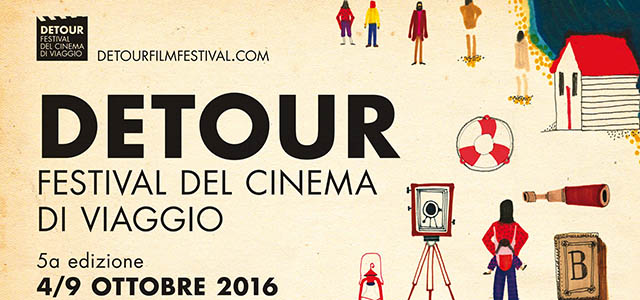 DETOUR
FESTIVAL
DEL CINEMA
DI VIAGGIO
DETOURFILMFESTIVAL.COM
DETOUR
FESTIVAL DEL CINEMA
DI VIAGGIO
5a edizione
4/9 OTTOBRE 2016
B